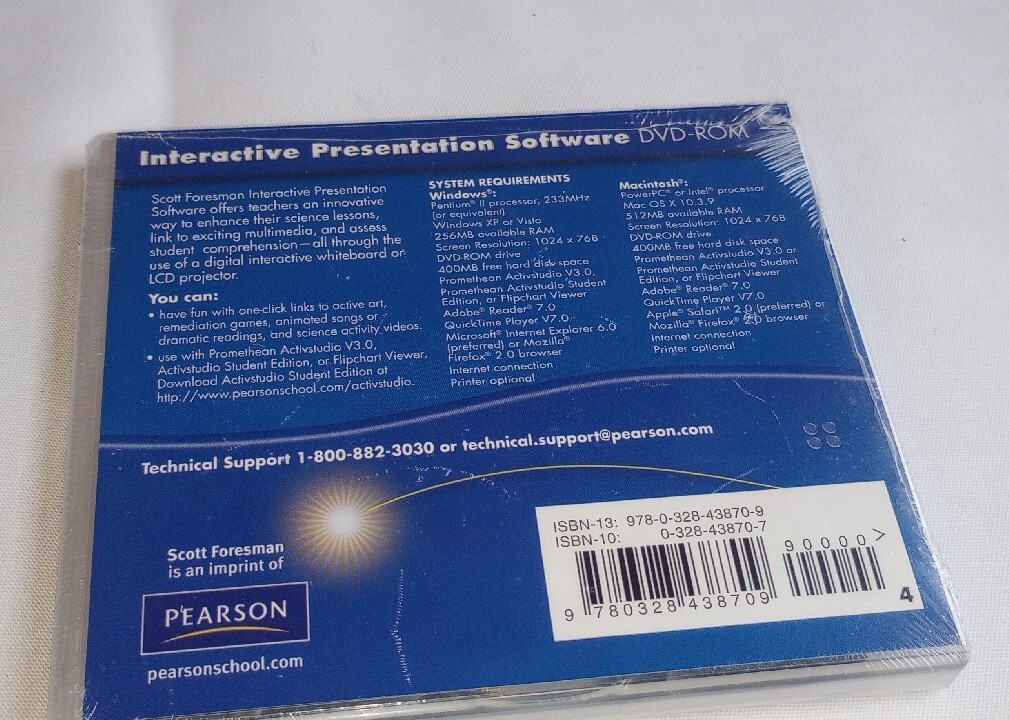 Interactive Presentation Software DVD-ROM
Scott Foresman Interactive Presentation
Software offers teachers an innovative
way to enhance their science lessons,
link to exciting multimedia, and assess
student comprehension—all through the
use of a digital interactive whiteboard or
LCD projector.
You can:
• have fun with one-click links to active art,
remediation games, animated songs or
dramatic readings, and science activity videos.
• use with Promethean Activstudio V3.0,
Activstudio Student Edition, or Flipchart Viewer.
Download Activstudio Student Edition at
http://www.pearsonschool.com/activstudio.
SYSTEM REQUIREMENTS
Windows®:
Pentium® II processor, 233MHz
(or equivalent)
Windows XP or Vista
256MB available RAM
Screen Resolution: 1024 x 768
DVD-ROM drive
400MB free hard disk space
Promethean Activstudio V3.0,
Promethean Activstudio Student
Edition, or Flipchart Viewer
Adobe® Reader® 7.0
QuickTime Player V7.0
Microsoft® Internet Explorer 6.0
(preferred) or Mozilla®
Firefox® 2.0 browser
Internet connection
Printer optional
Macintosh®:
PowerPC® or Intel® processor
Mac OS X 10.3.9
512MB available RAM
Screen Resolution: 1024 x 768
DVD-ROM drive
400MB free hard disk space
Promethean Activstudio V3.0 or
Promethean Activstudio Student
Edition, or Flipchart Viewer
Adobe® Reader® 7.0
QuickTime Player V7.0
Apple® Safari™ 2.0 (preferred) or
Mozilla® Firefox® 2.0 browser
Internet connection
Printer optional
Technical Support 1-800-882-3030 or technical.support@pearson.com
Scott Foresman
is an imprint of
PEARSON
pearsonschool.com
ISBN-13: 978-0-328-43870-9
ISBN-10: 0-328-43870-7
90000>
9 780328 438709
4